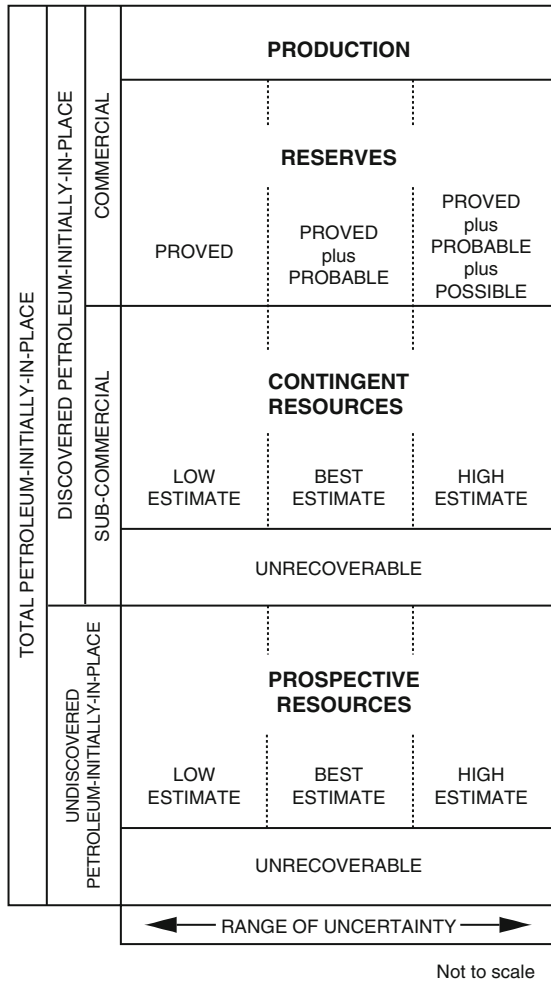 TOTAL PETROLEUM-INITIALLY-IN-PLACE
DISCOVERED PETROLEUM-INITIALLY-IN-PLACE
COMMERCIAL
PRODUCTION
RESERVES
PROVED
PROVED
plus
PROBABLE
PROVED
plus
PROBABLE
plus
POSSIBLE
SUB-COMMERCIAL
CONTINGENT
RESOURCES
LOW
ESTIMATE
BEST
ESTIMATE
HIGH
ESTIMATE
UNRECOVERABLE
UNDISCOVERED
PETROLEUM-INITIALLY-IN-PLACE
PROSPECTIVE
RESOURCES
LOW
ESTIMATE
BEST
ESTIMATE
HIGH
ESTIMATE
UNRECOVERABLE
RANGE OF UNCERTAINTY
Not to scale